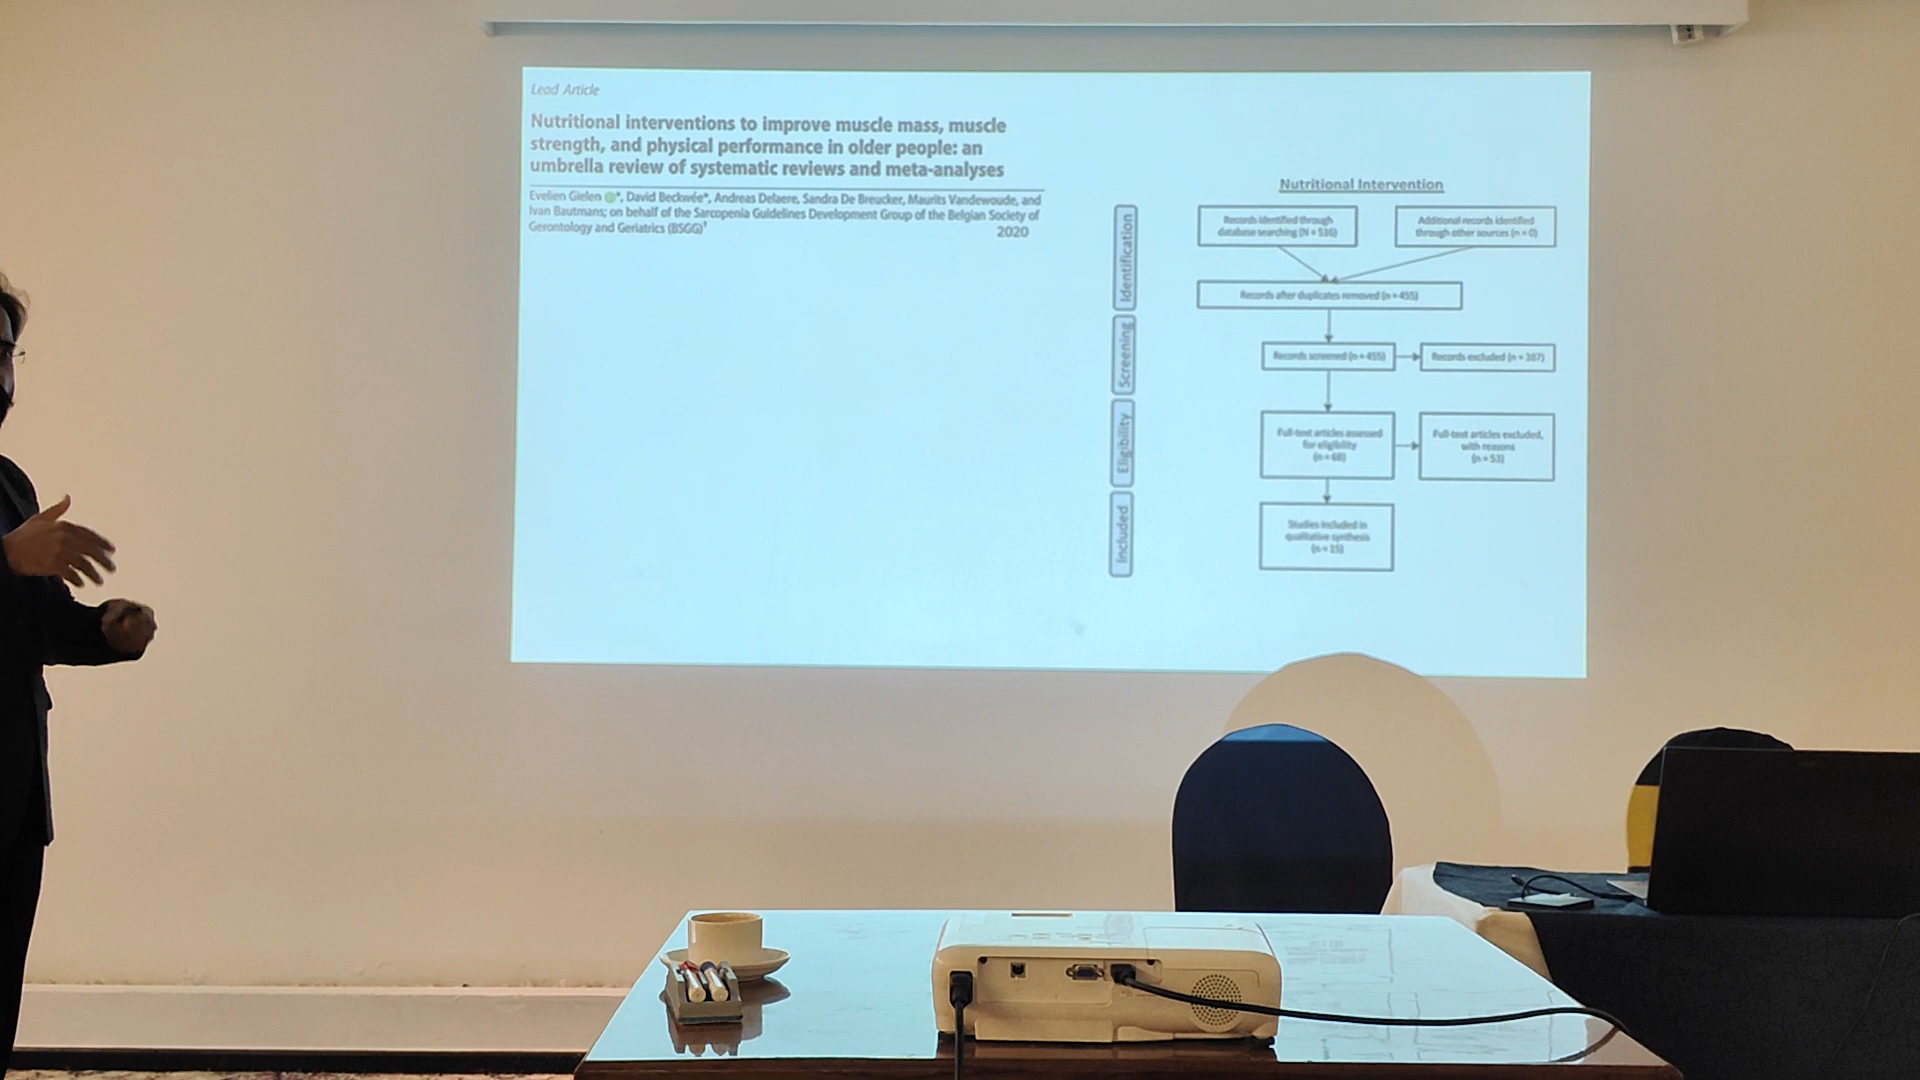 Lead Article
Nutritional interventions to improve muscle mass, muscle
strength, and physical performance in older people: an
umbrella review of systematic reviews and meta-analyses
Evelien Gielen *, David Beckwée*, Andreas Delaere, Sandra De Breucker, Maurits Vandewoude, and
Ivan Bautmans; on behalf of the Sarcopenia Guidelines Development Group of the Belgian Society of
Gerontology and Geriatrics (BSGG)†
2020
Nutritional Intervention
Identification
Records identified through
database searching (N = 516)
Additional records identified
through other sources (n = 0)
Records after duplicates removed (n = 455)
Screening
Records screened (n = 455)
Records excluded (n = 387)
Eligibility
Full-text articles assessed
for eligibility
(n = 68)
Full-text articles excluded,
with reasons
(n = 53)
Included
Studies included in
qualitative synthesis
(n = 15)